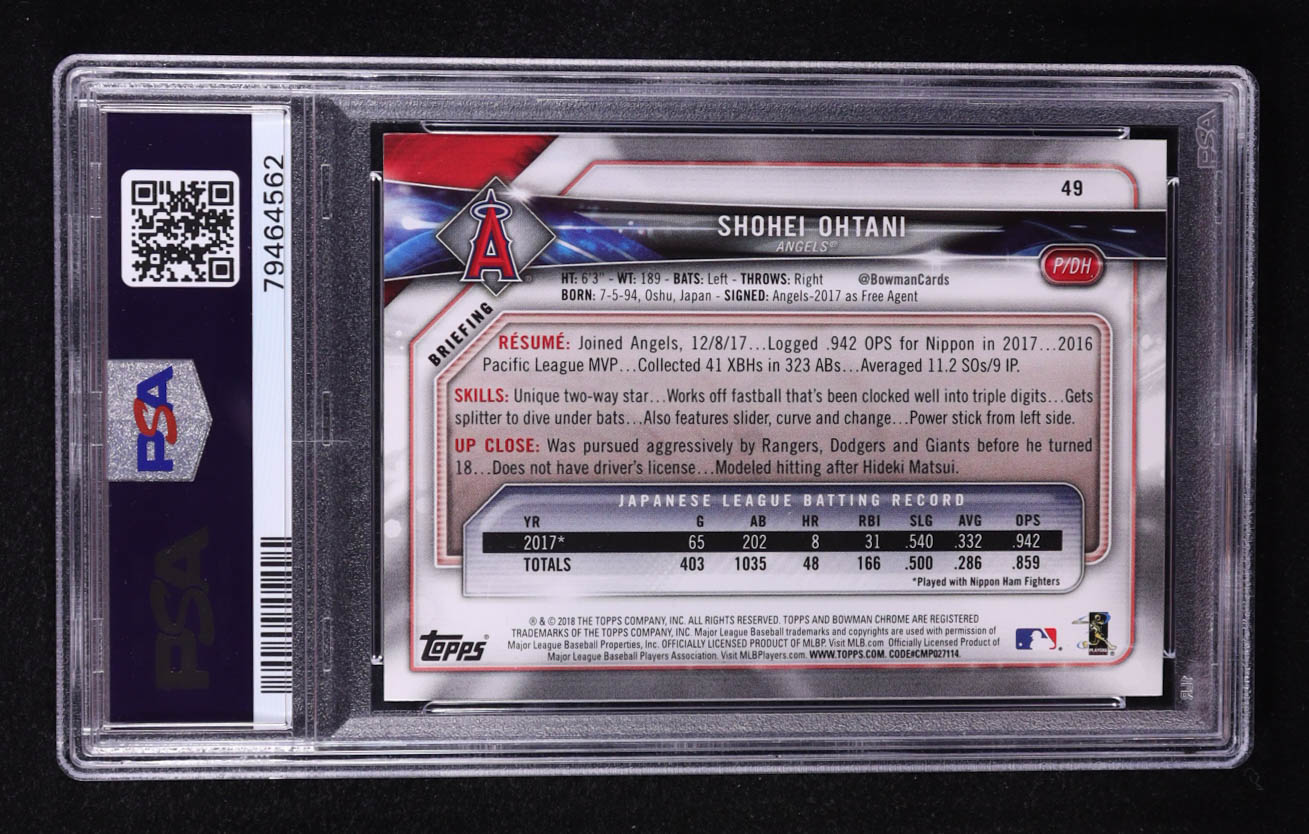 79464562
PSA
PSA
PSA
49
SHOHEI OHTANI
ANGELS®
A
P/DH
HT: 6'3" - WT: 189 - BATS: Left - THROWS: Right @BowmanCards
BORN: 7-5-94, Oshu, Japan - SIGNED: Angels-2017 as Free Agent
BRIEFING
RÉSUMÉ: Joined Angels, 12/8/17...Logged .942 OPS for Nippon in 2017...2016
Pacific League MVP...Collected 41 XBHs in 323 ABs...Averaged 11.2 SOs/9 IP.
SKILLS: Unique two-way star...Works off fastball that's been clocked well into triple digits...Gets
splitter to dive under bats...Also features slider, curve and change...Power stick from left side.
UP CLOSE: Was pursued aggressively by Rangers, Dodgers and Giants before he turned
18...Does not have driver's license...Modeled hitting after Hideki Matsui.
JAPANESE LEAGUE BATTING RECORD
YR G AB HR RBI SLG AVG OPS
2017* 65 202 8 31 .540 .332 .942
TOTALS 403 1035 48 166 .500 .286 .859
*Played with Nippon Ham Fighters
® & © 2018 THE TOPPS COMPANY, INC. ALL RIGHTS RESERVED. TOPPS AND BOWMAN CHROME ARE REGISTERED
TRADEMARKS OF THE TOPPS COMPANY, INC. Major League Baseball trademarks and copyrights are used with permission of
Major League Baseball Properties, Inc. OFFICIALLY LICENSED PRODUCT OF MLBP. Visit MLB.com Officially Licensed Product of
Major League Baseball Players Association. Visit MLBPlayers.com. WWW.TOPPS.COM. CODE#CMP027114.
TOPPS®
PLAYERS